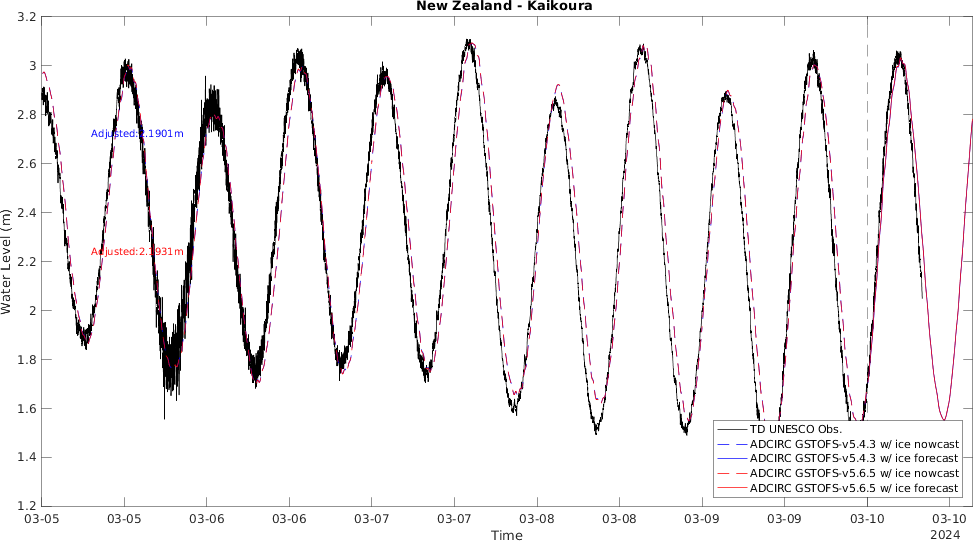 New Zealand - Kaikoura
3.2
3
2.8
2.6
2.4
2.2
2
1.8
1.6
1.4
1.2
Water Level (m)
Adjusted:2.1901m
Adjusted:2.1931m
TD UNESCO Obs.
ADCIRC GSTOFS-v5.4.3 w/ ice nowcast
ADCIRC GSTOFS-v5.4.3 w/ ice forecast
ADCIRC GSTOFS-v5.6.5 w/ ice nowcast
ADCIRC GSTOFS-v5.6.5 w/ ice forecast
03-05 03-05 03-06 03-06 03-07 03-07 03-08 03-08 03-09 03-09 03-10 03-10
2024
Time